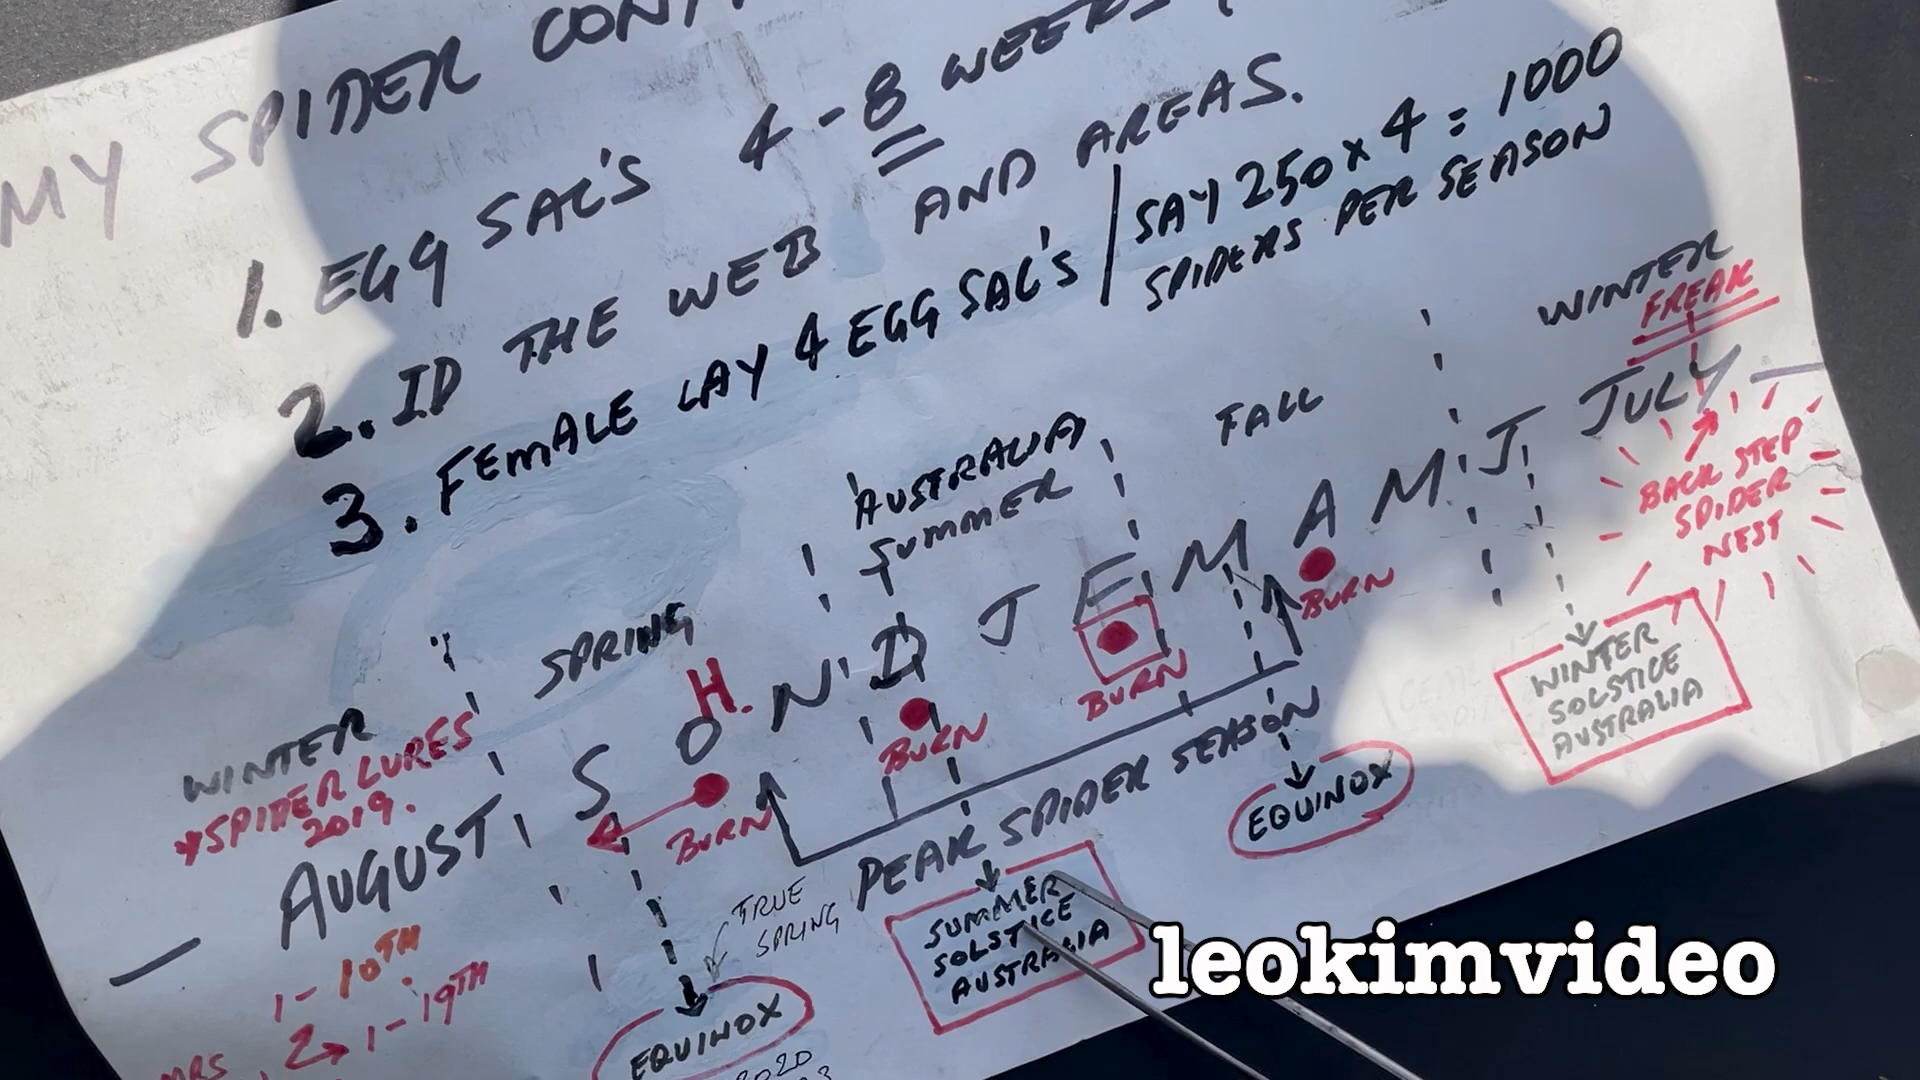 MY SPIDER
1. EGG SAC'S 4-8 WEEKS
2. ID THE WEB AND AREAS.
3. FEMALE LAY 4 EGG SAC'S / SAY 250 x 4 = 1000
SPIDERS PER SEASON
WINTER
FREAK
FALL
AUSTRALIA
SUMMER
SPRING
WINTER
*SPIDER LURES
2019.
H.
AUGUST S O N D J F M A M J JULY
BURN
BURN
BURN
BURN
BACK STEP
SPIDER
NEST
PEAK SPIDER SEASON
WINTER
SOLSTICE
AUSTRALIA
EQUINOX
SUMMER
SOLSTICE
AUSTRALIA
TRUE
SPRING
EQUINOX
1-10TH
2→1-19TH
MRS
2020
leokimvideo